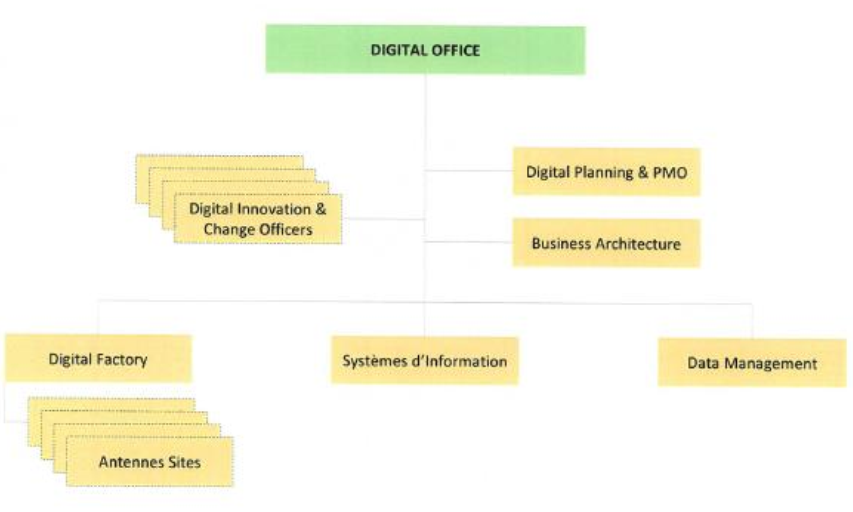 DIGITAL OFFICE
Digital Planning & PMO
Digital Innovation &
Change Officers
Business Architecture
Digital Factory
Systèmes d'Information
Data Management
Antennes Sites